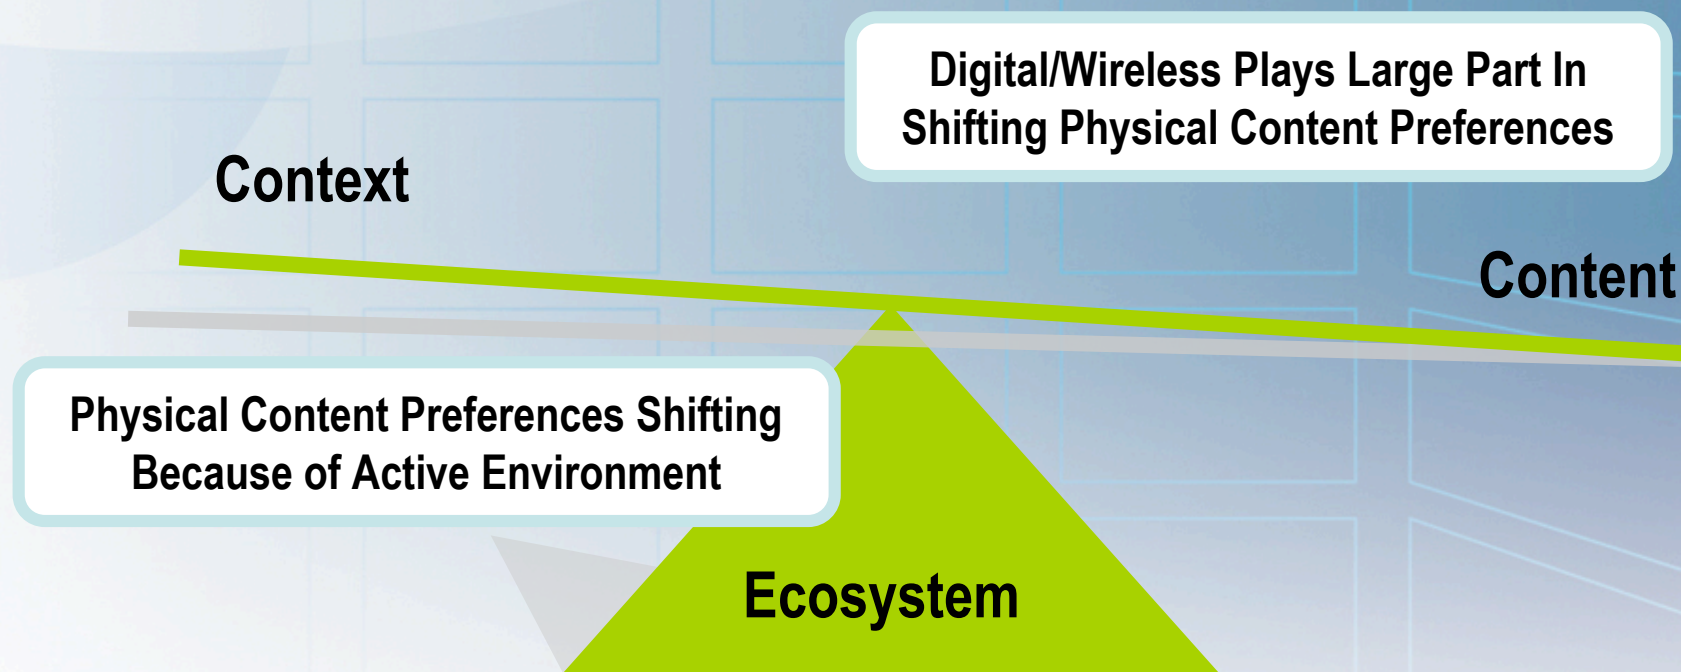 Digital/Wireless Plays Large Part In
Shifting Physical Content Preferences
Context
Content
Physical Content Preferences Shifting
Because of Active Environment
Ecosystem